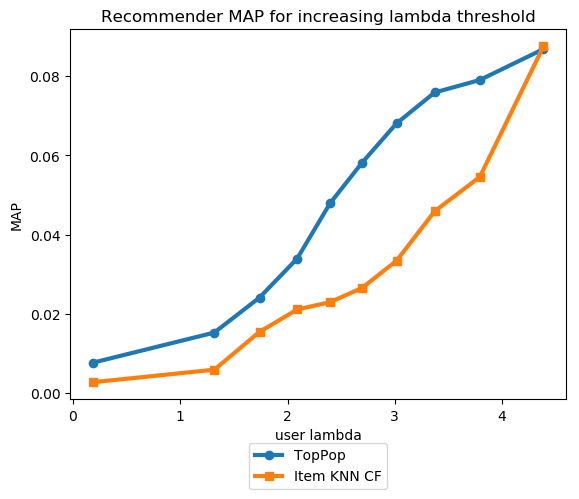 Recommender MAP for increasing lambda threshold
MAP
0.08
0.06
0.04
0.02
0.00
0 1 2 3 4
user lambda
TopPop
Item KNN CF